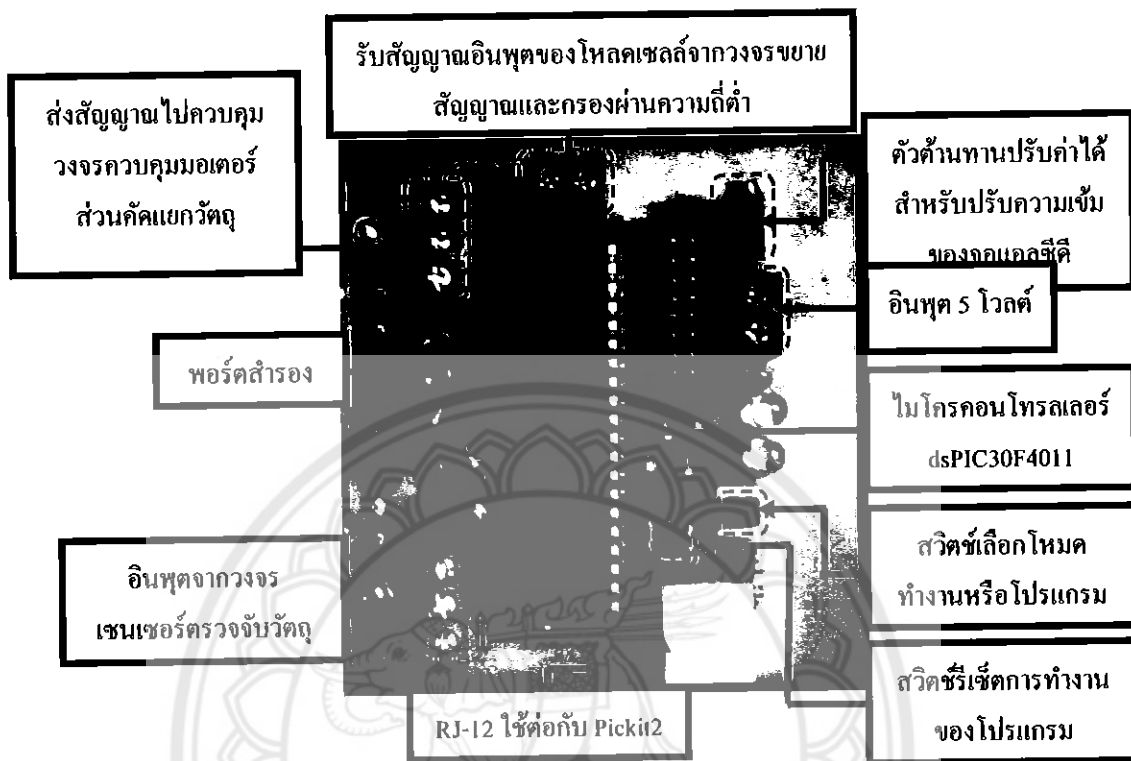 รับสัญญาณอินพุตของโหลดเซลล์จากวงจรขยาย
สัญญาณและกรองผ่านความถี่ต่ำ
ส่งสัญญาณไปควบคุม
วงจรควบคุมมอเตอร์
ส่วนคัดแยกวัตถุ
ตัวต้านทานปรับค่าได้
สำหรับปรับความเข้ม
ของจอแอลซีดี
อินพุต 5 โวลต์
พอร์ตสำรอง
ไมโครคอนโทรลเลอร์
dsPIC30F4011
สวิตช์เลือกโหมด
ทำงานหรือโปรแกรม
อินพุตจากวงจร
เซนเซอร์ตรวจจับวัตถุ
สวิตช์รีเซ็ตการทำงาน
ของโปรแกรม
RJ-12 ใช้ต่อกับ Pickit2